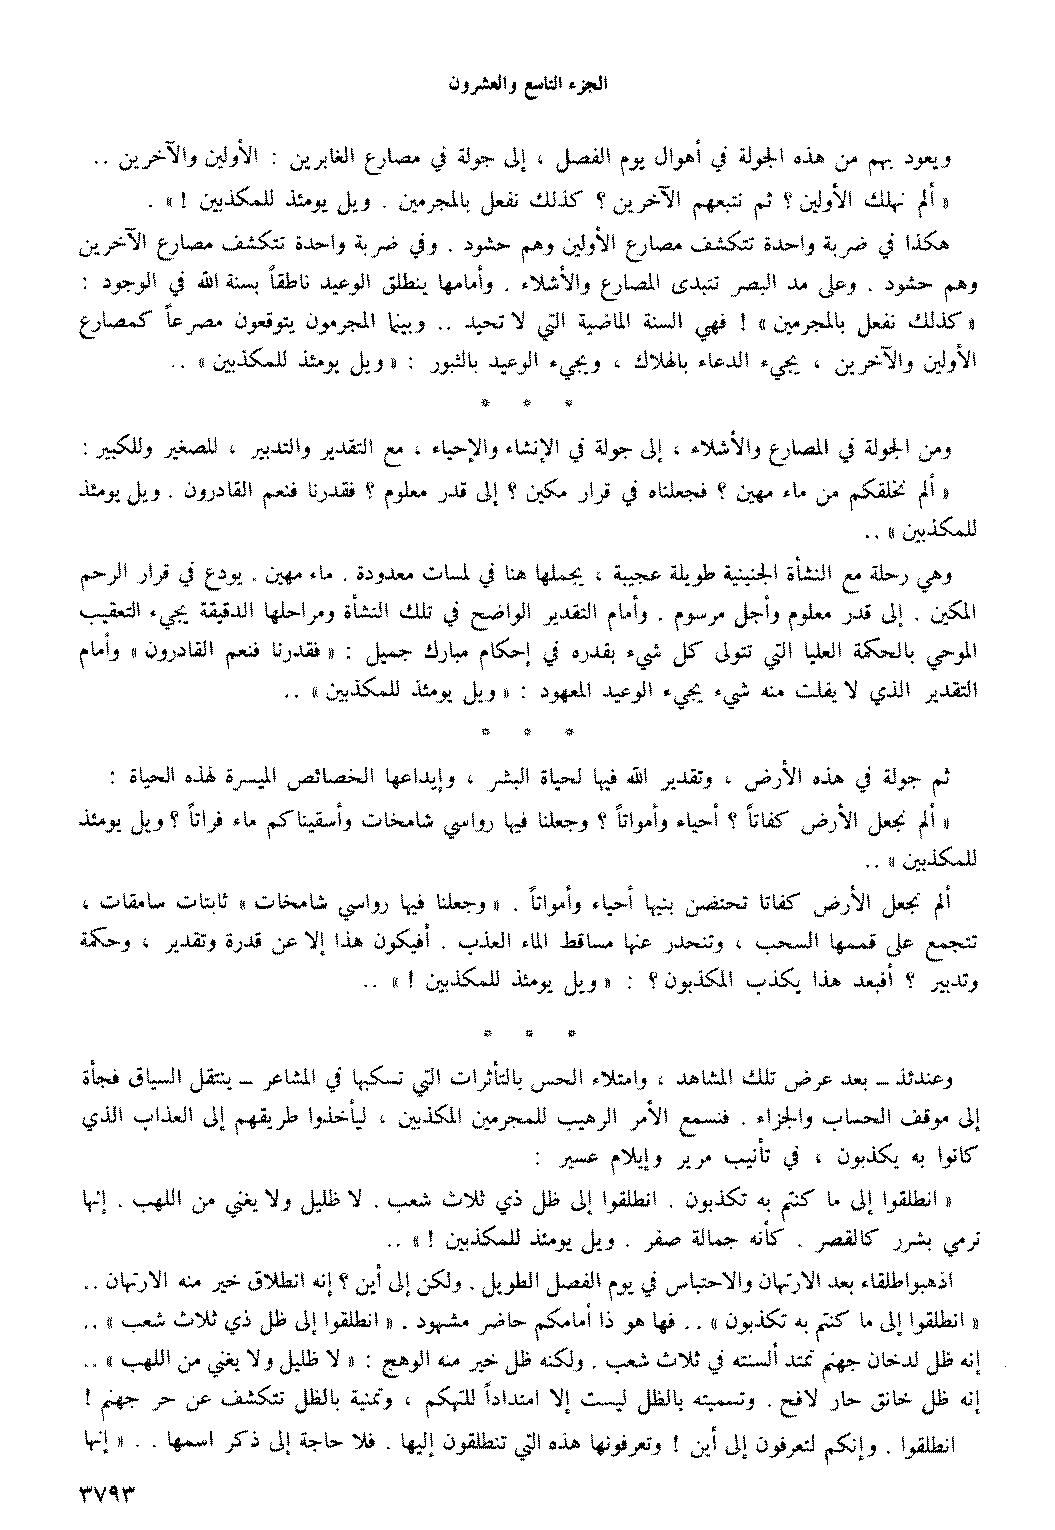 الجزء التاسع والعشرون
ويعود بهم من هذه الجولة في أهوال يوم الفصل ، إلى جولة في مصارع الغابرين : الأولين والآخرين ..
« ألم نهلك الأولين ؟ ثم نتبعهم الآخرين ؟ كذلك نفعل بالمجرمين . ويل يومئذ للمكذبين ! » .
هكذا في ضربة واحدة تتكشف مصارع الأولين وهم حشود . وفي ضربة واحدة تتكشف مصارع الآخرين
وهم حشود . وعلى مد البصر تتبدى المصارع والأشلاء . وأمامها ينطلق الوعيد ناطقاً بسنة الله في الوجود :
« كذلك نفعل بالمجرمين » ! فهي السنة الماضية التي لا تحيد .. وبينما المجرمون يتوقعون مصرعاً كمصارع
الأولين والآخرين ، يجيء الدعاء بالهلاك ، ويجيء الوعيد بالثبور : « ويل يومئذ للمكذبين » ..
* * *
ومن الجولة في المصارع والأشلاء ، إلى جولة في الإنشاء والإحياء ، مع التقدير والتدبير ، للصغير وللكبير :
« ألم نخلقكم من ماء مهين ؟ فجعلناه في قرار مكين ؟ إلى قدر معلوم ؟ فقدرنا فنعم القادرون . ويل يومئذ
للمكذبين » ..
وهي رحلة مع النشأة الجنينية طويلة عجيبة ، يجملها هنا في لمسات معدودة . ماء مهين . يودع في قرار الرحم
المكين . إلى قدر معلوم وأجل مرسوم . وأمام التقدير الواضح في تلك النشأة ومراحلها الدقيقة يجيء التعقيب
الموحي بالحكمة العليا التي تتولى كل شيء بقدره في إحكام مبارك جميل : « فقدرنا فنعم القادرون » وأمام
التقدير الذي لا يفلت منه شيء يجيء الوعيد المعهود : « ويل يومئذ للمكذبين » ..
* * *
ثم جولة في هذه الأرض ، وتقدير الله فيها لحياة البشر ، وإيداعها الخصائص الميسرة لهذه الحياة :
« ألم نجعل الأرض كفاتاً ؟ أحياء وأمواتاً ؟ وجعلنا فيها رواسي شامخات وأسقيناكم ماء فراتاً ؟ ويل يومئذ
للمكذبين » ..
ألم نجعل الأرض كفاتا تحتضن بنيها أحياء وأمواتاً . « وجعلنا فيها رواسي شامخات » ثابتات سامقات ،
تتجمع على قممها السحب ، وتنحدر عنها مساقط الماء العذب . أفيكون هذا إلا عن قدرة وتقدير ، وحكمة
وتدبير ؟ أفبعد هذا يكذب المكذبون ؟ : « ويل يومئذ للمكذبين ! » ..
* * *
وعندئذ – بعد عرض تلك المشاهد ، وامتلاء الحس بالتأثرات التي تسكبها في المشاعر – ينتقل السياق فجأة
إلى موقف الحساب والجزاء . فنسمع الأمر الرهيب للمجرمين المكذبين ، ليأخذوا طريقهم إلى العذاب الذي
كانوا به يكذبون ، في تأنيب مرير وإيلام عسير :
« انطلقوا إلى ما كنتم به تكذبون . انطلقوا إلى ظل ذي ثلاث شعب . لا ظليل ولا يغني من اللهب . إنها
ترمي بشرر كالقصر . كأنه جمالة صفر . ويل يومئذ للمكذبين ! » ..
اذهبواطلقاء بعد الارتهان والاحتباس في يوم الفصل الطويل . ولكن إلى أين ؟ إنه انطلاق خير منه الارتهان ..
« انطلقوا إلى ما كنتم به تكذبون » .. فها هو ذا أمامكم حاضر مشهود . « انطلقوا إلى ظل ذي ثلاث شعب » ..
إنه ظل لدخان جهنم تمتد ألسنته في ثلاث شعب . ولكنه ظل خير منه الوهج : « لا ظليل ولا يغني من اللهب » ..
إنه ظل خانق حار لافح . وتسميته بالظل ليست إلا امتداداً للتهكم ، وتمنية بالظل تتكشف عن حر جهنم !
انطلقوا . وإنكم لتعرفون إلى أين ! وتعرفونها هذه التي تنطلقون إليها . فلا حاجة إلى ذكر اسمها . . « إنها
٣٧٩٣